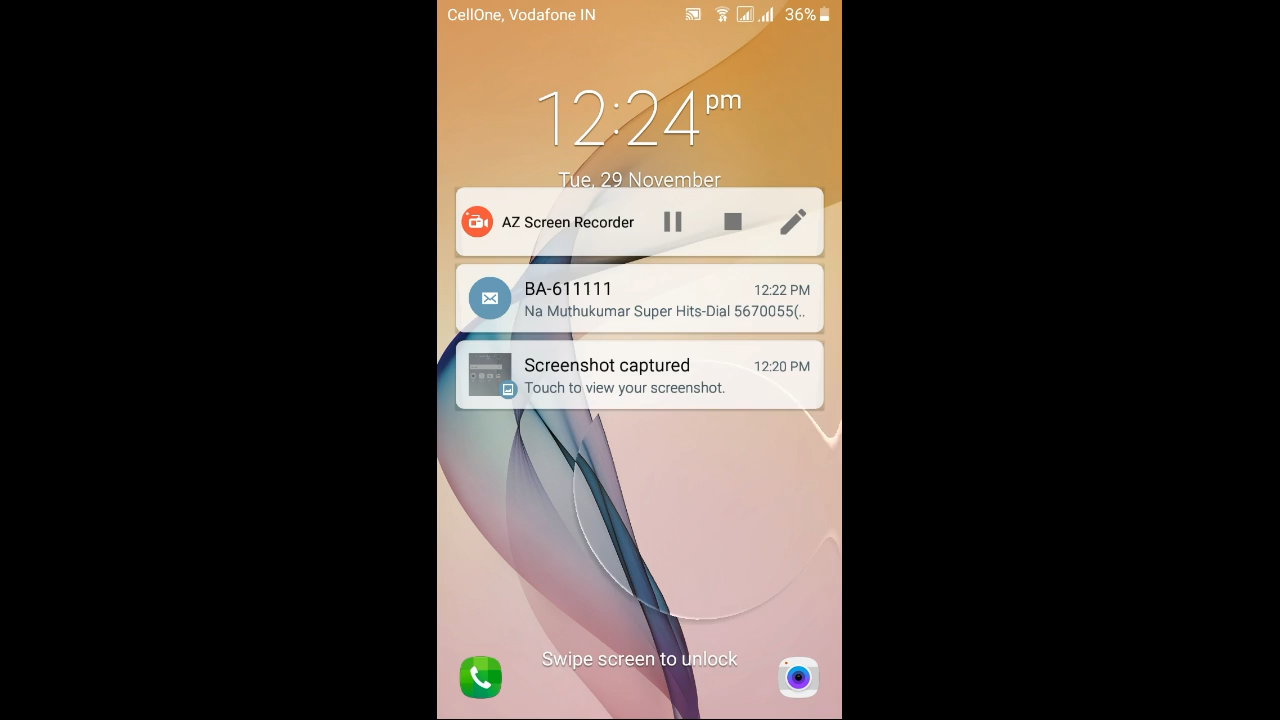 CellOne, Vodafone IN 36%
12:24 pm
Tue, 29 November
AZ Screen Recorder
BA-611111 12:22 PM
Na Muthukumar Super Hits-Dial 5670055(..
Screenshot captured 12:20 PM
Touch to view your screenshot.
Swipe screen to unlock